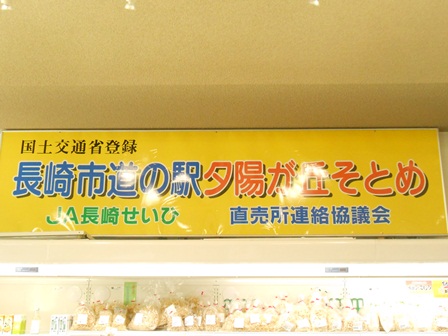 国土交通省登録
長崎市道の駅夕陽が丘そとめ
JA長崎せいひ 直売所連絡協議会